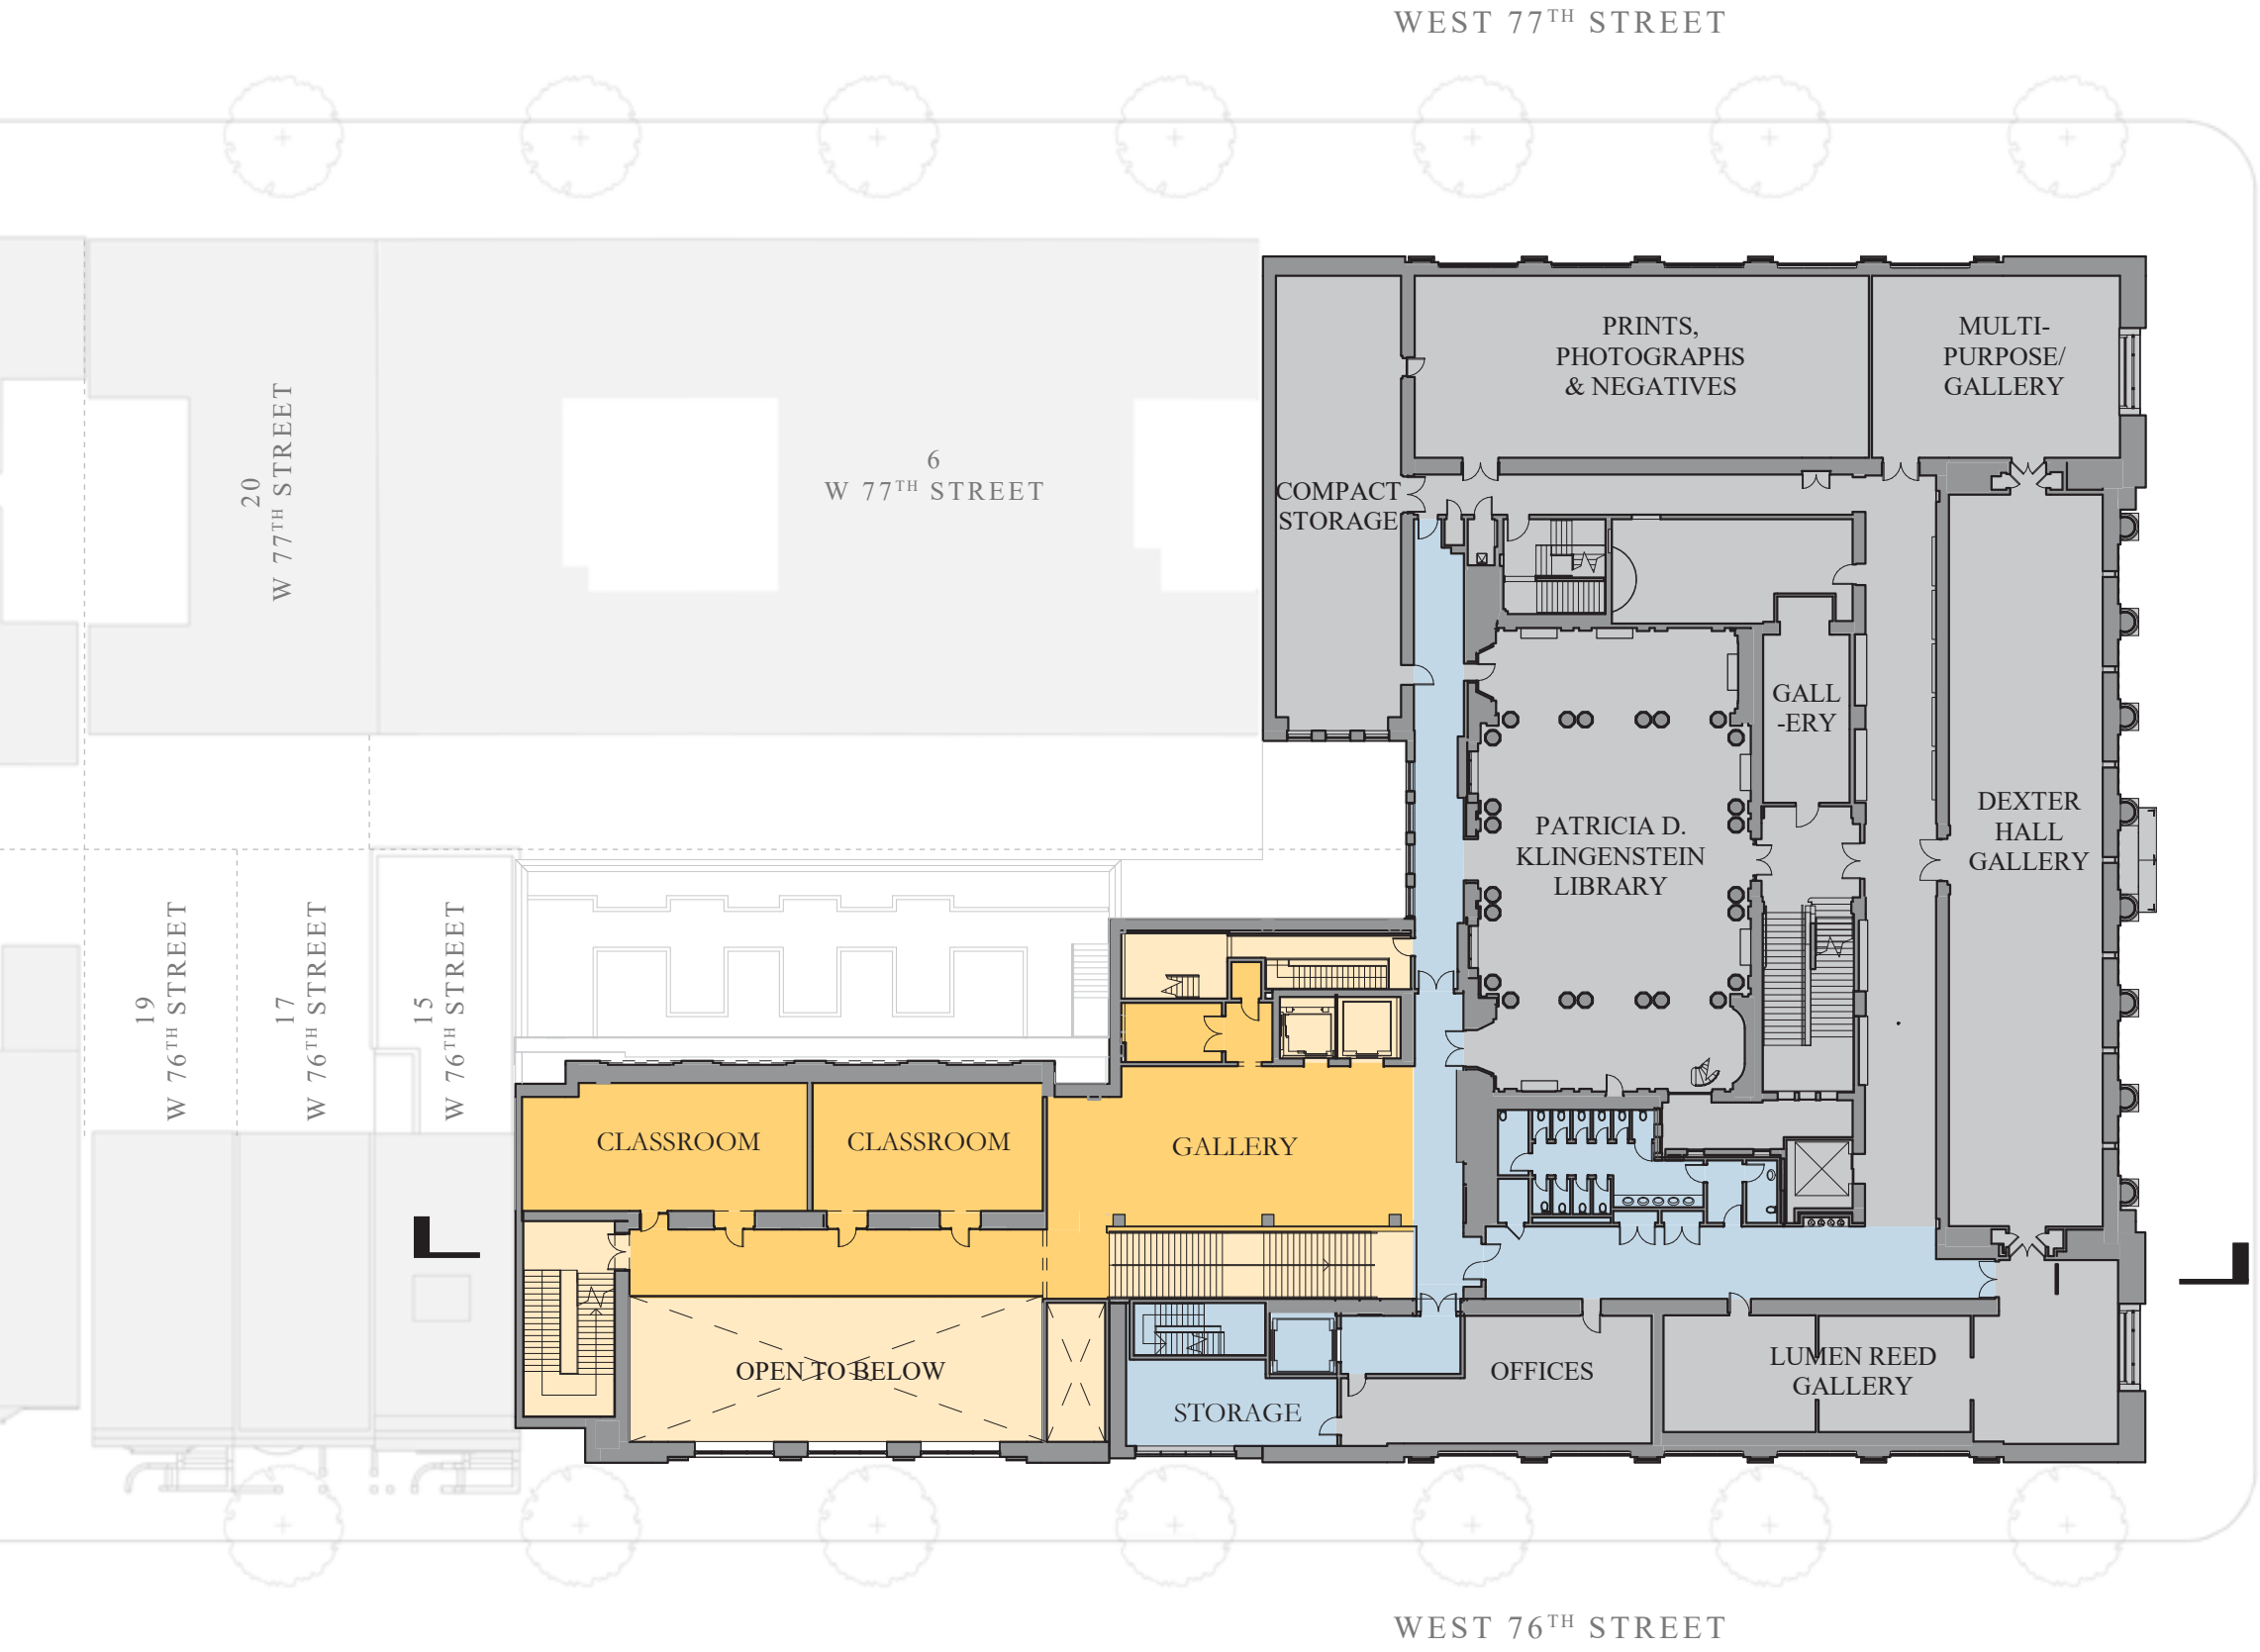 WEST 77TH STREET
PRINTS,
PHOTOGRAPHS
& NEGATIVES
MULTI-
PURPOSE/
GALLERY
20
W 77TH STREET
6
W 77TH STREET
COMPACT
STORAGE
GALL
-ERY
PATRICIA D.
KLINGENSTEIN
LIBRARY
DEXTER
HALL
GALLERY
19
W 76TH STREET
17
W 76TH STREET
15
W 76TH STREET
CLASSROOM
CLASSROOM
GALLERY
OPEN TO BELOW
STORAGE
OFFICES
LUMEN REED
GALLERY
WEST 76TH STREET